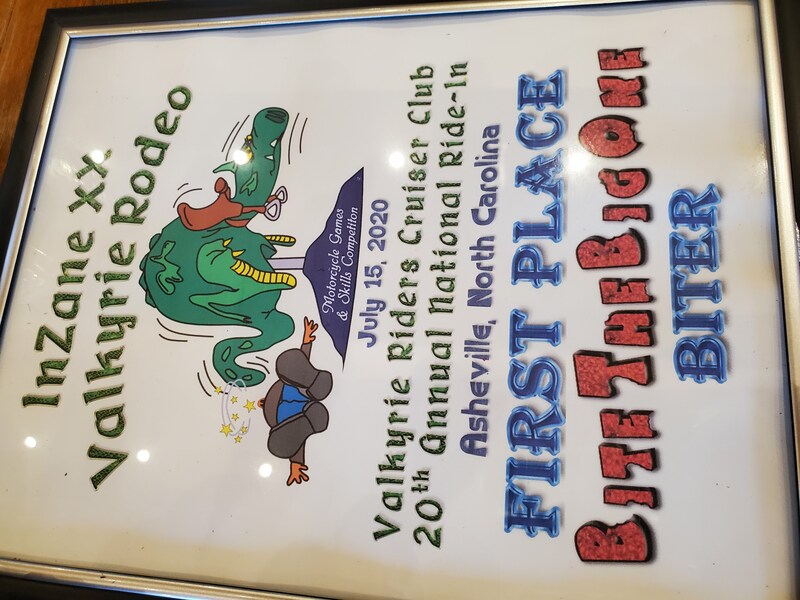 InZane XX
Valkyrie Rodeo
Motorcycle Games
& Skills Competiton
July 15, 2020
Valkyrie Riders Cruiser Club
20th Annual National Ride-In
Asheville, North Carolina
FIRST PLACE
BITE THE BIG ONE
BITER